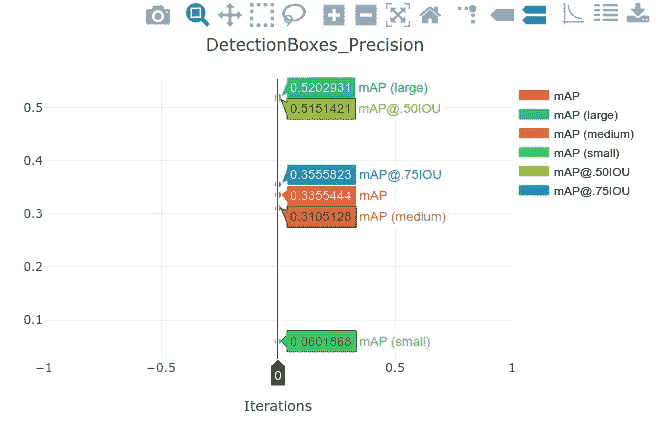 DetectionBoxes_Precision
0.5202931 mAP (large)
0.5151421 mAP@.50IOU
0.3555823 mAP@.75IOU
0.3355444 mAP
0.3105128 mAP (medium)
0.0601868 mAP (small)
0.5
0.4
0.3
0.2
0.1
−1
−0.5
0
0.5
1
Iterations
mAP
mAP (large)
mAP (medium)
mAP (small)
mAP@.50IOU
mAP@.75IOU